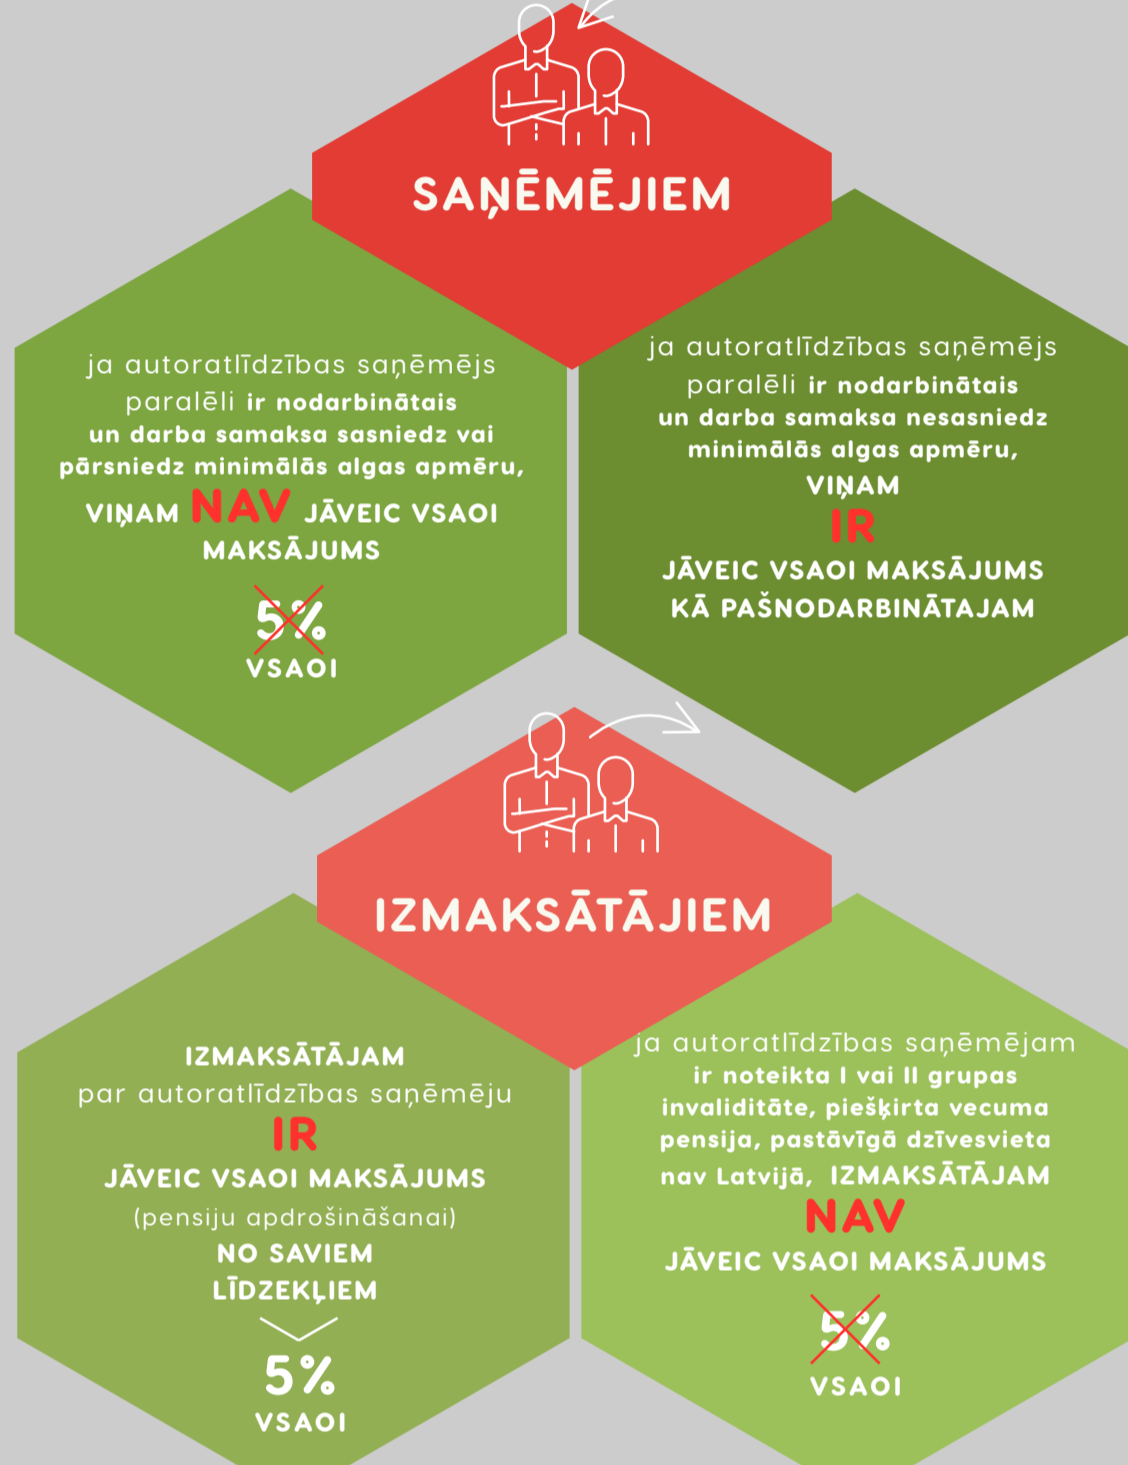 SAŅĒMĒJIEM
ja autoratlīdzības saņēmējs
paralēli ir nodarbinātais
un darba samaksa sasniedz vai
pārsniedz minimālās algas apmēru,
VIŅAM NAV JĀVEIC VSAOI
MAKSĀJUMS
5%
VSAOI
ja autoratlīdzības saņēmējs
paralēli ir nodarbinātais
un darba samaksa nesasniedz
minimālās algas apmēru,
VIŅAM
IR
JĀVEIC VSAOI MAKSĀJUMS
KĀ PAŠNODARBINĀTAJAM
IZMAKSĀTĀJIEM
IZMAKSĀTĀJAM
par autoratlīdzības saņēmēju
IR
JĀVEIC VSAOI MAKSĀJUMS
(pensiju apdrošināšanai)
NO SAVIEM
LĪDZEKĻIEM
5%
VSAOI
ja autoratlīdzības saņēmējam
ir noteikta I vai II grupas
invaliditāte, piešķirta vecuma
pensija, pastāvīgā dzīvesvieta
nav Latvijā, IZMAKSĀTĀJAM
NAV
JĀVEIC VSAOI MAKSĀJUMS
5%
VSAOI